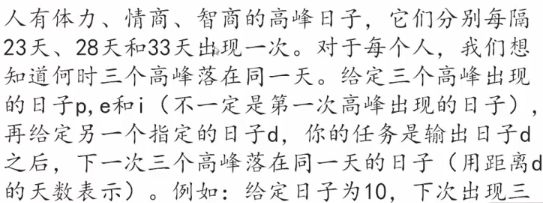 人有体力、情商、智商的高峰日子，它们分别每隔
23天、28天和33天出现一次。对于每个人，我们想
知道何时三个高峰落在同一天。给定三个高峰出现
的日子p,e和i（不一定是第一次高峰出现的日子），
再给定另一个指定的日子d，你的任务是输出日子d
之后，下一次三个高峰落在同一天的日子（用距离d
的天数表示）。例如：给定日子为10，下次出现三